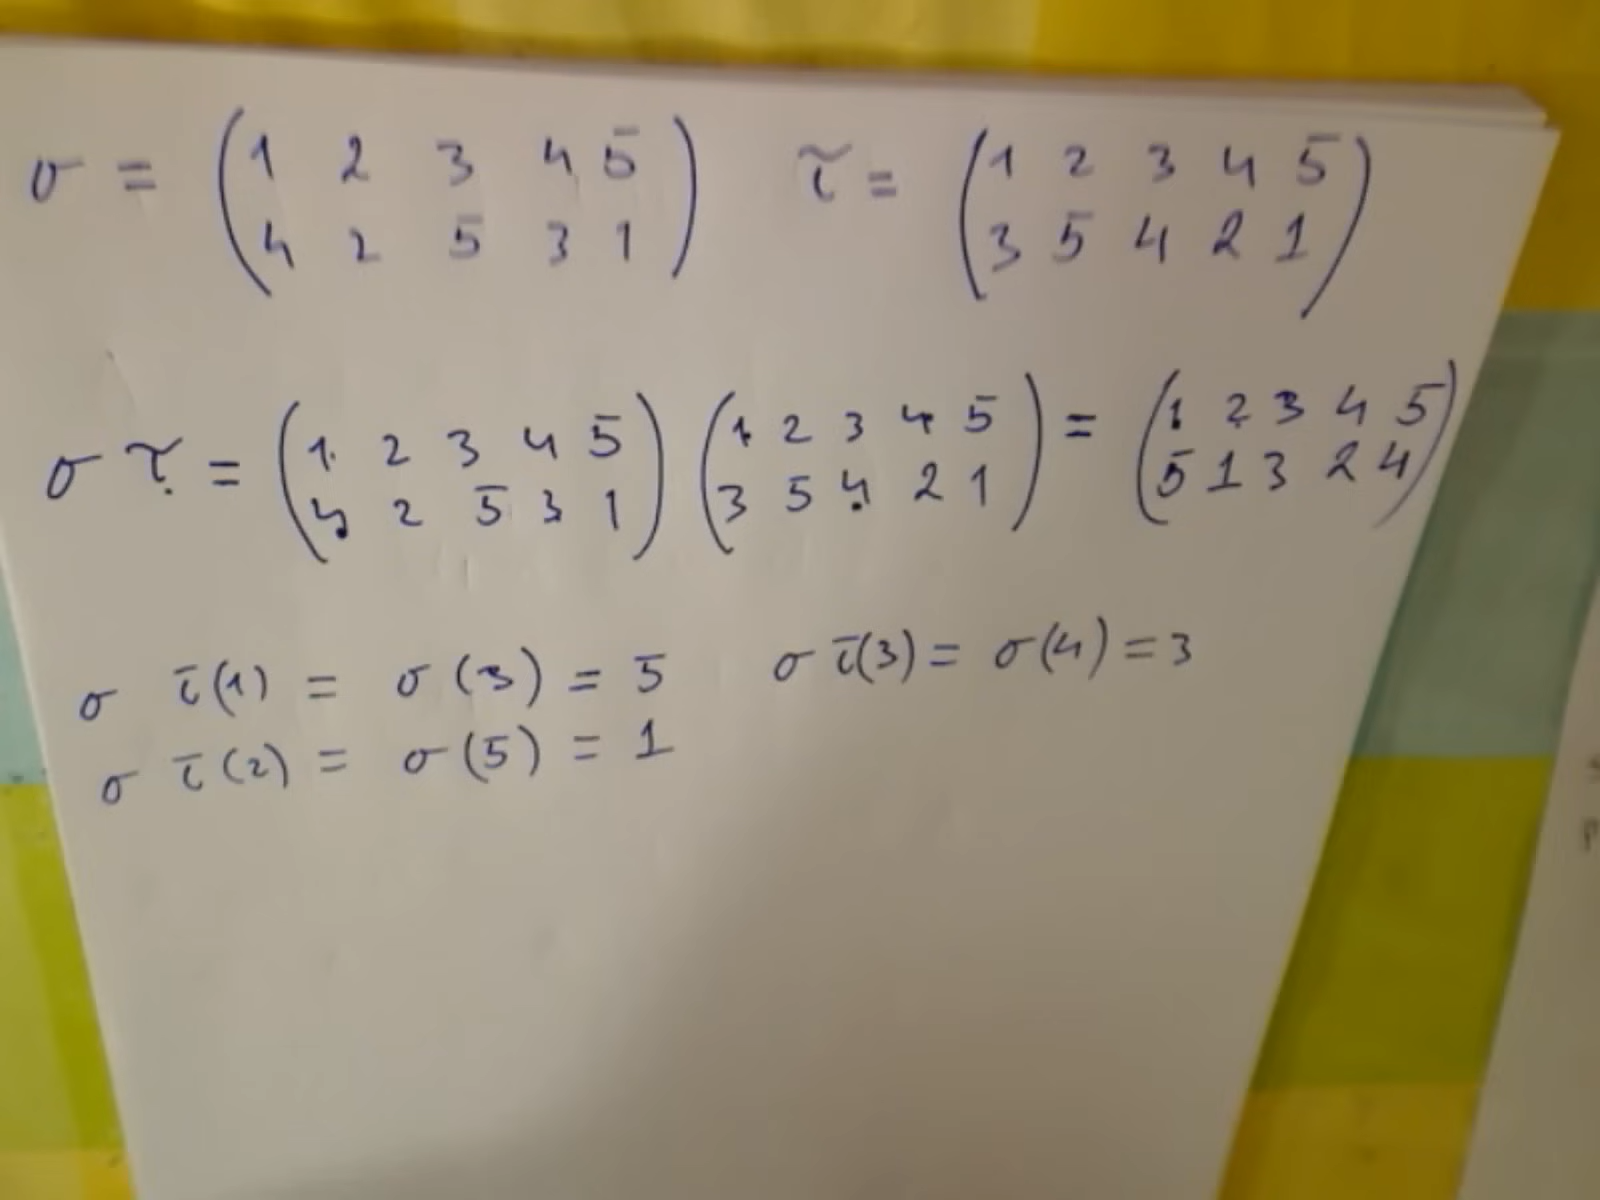 σ = (1 2 3 4 5 τ = (1 2 3 4 5
4 2 5 3 1) 3 5 4 2 1)
σ τ = (1 2 3 4 5 (1 2 3 4 5 = (1 2 3 4 5
4 2 5 3 1) 3 5 4 2 1) 5 1 3 2 4)
σ τ(1) = σ(3) = 5 σ τ(3) = σ(4) = 3
σ τ(2) = σ(5) = 1